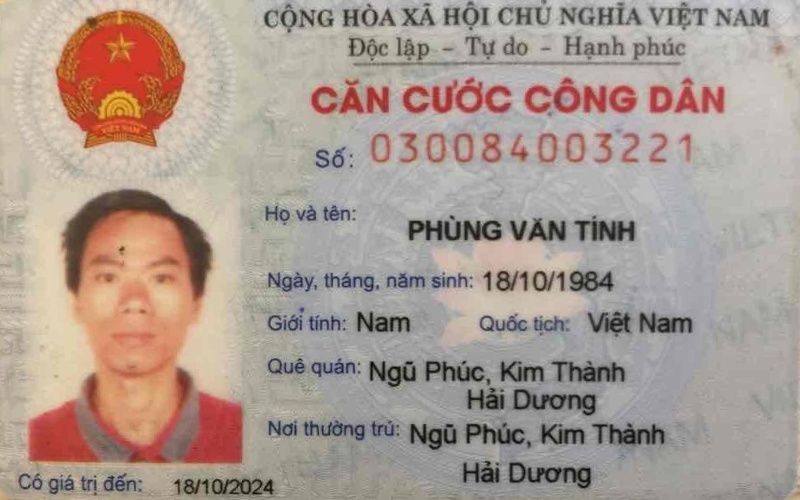 CỘNG HÒA XÃ HỘI CHỦ NGHĨA VIỆT NAM
Độc lập - Tự do - Hạnh phúc
CĂN CƯỚC CÔNG DÂN
Số: 030084003221
Họ và tên: PHÙNG VĂN TÍNH
Ngày, tháng, năm sinh: 18/10/1984
Giới tính: Nam Quốc tịch: Việt Nam
Quê quán: Ngũ Phúc, Kim Thành
Hải Dương
Nơi thường trú: Ngũ Phúc, Kim Thành
Hải Dương
Có giá trị đến: 18/10/2024
VIỆT NAM